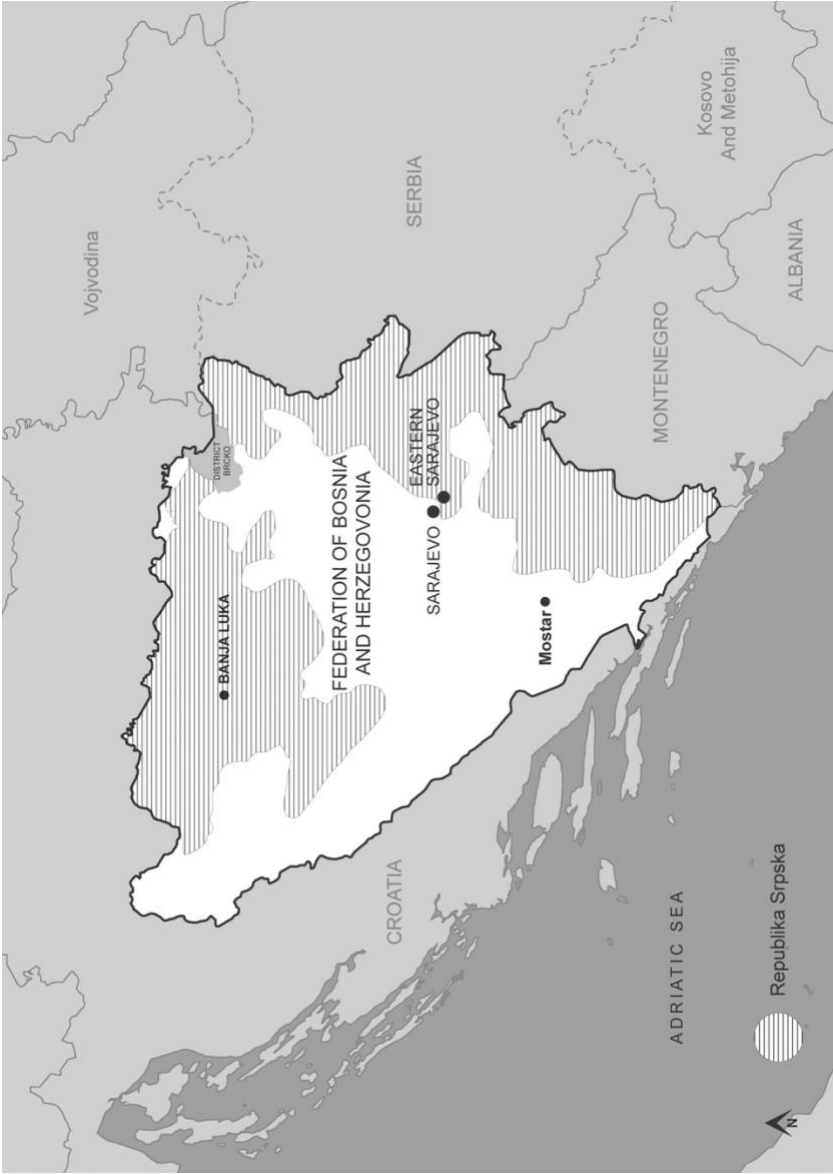 Vojvodina
SERBIA
Kosovo
And Metohija
MONTENEGRO
ALBANIA
CROATIA
DISTRICT
BRCKO
BANJA LUKA
FEDERATION OF BOSNIA
AND HERZEGOVONIA
EASTERN
SARAJEVO
SARAJEVO
Mostar
ADRIATIC SEA
Republika Srpska
N